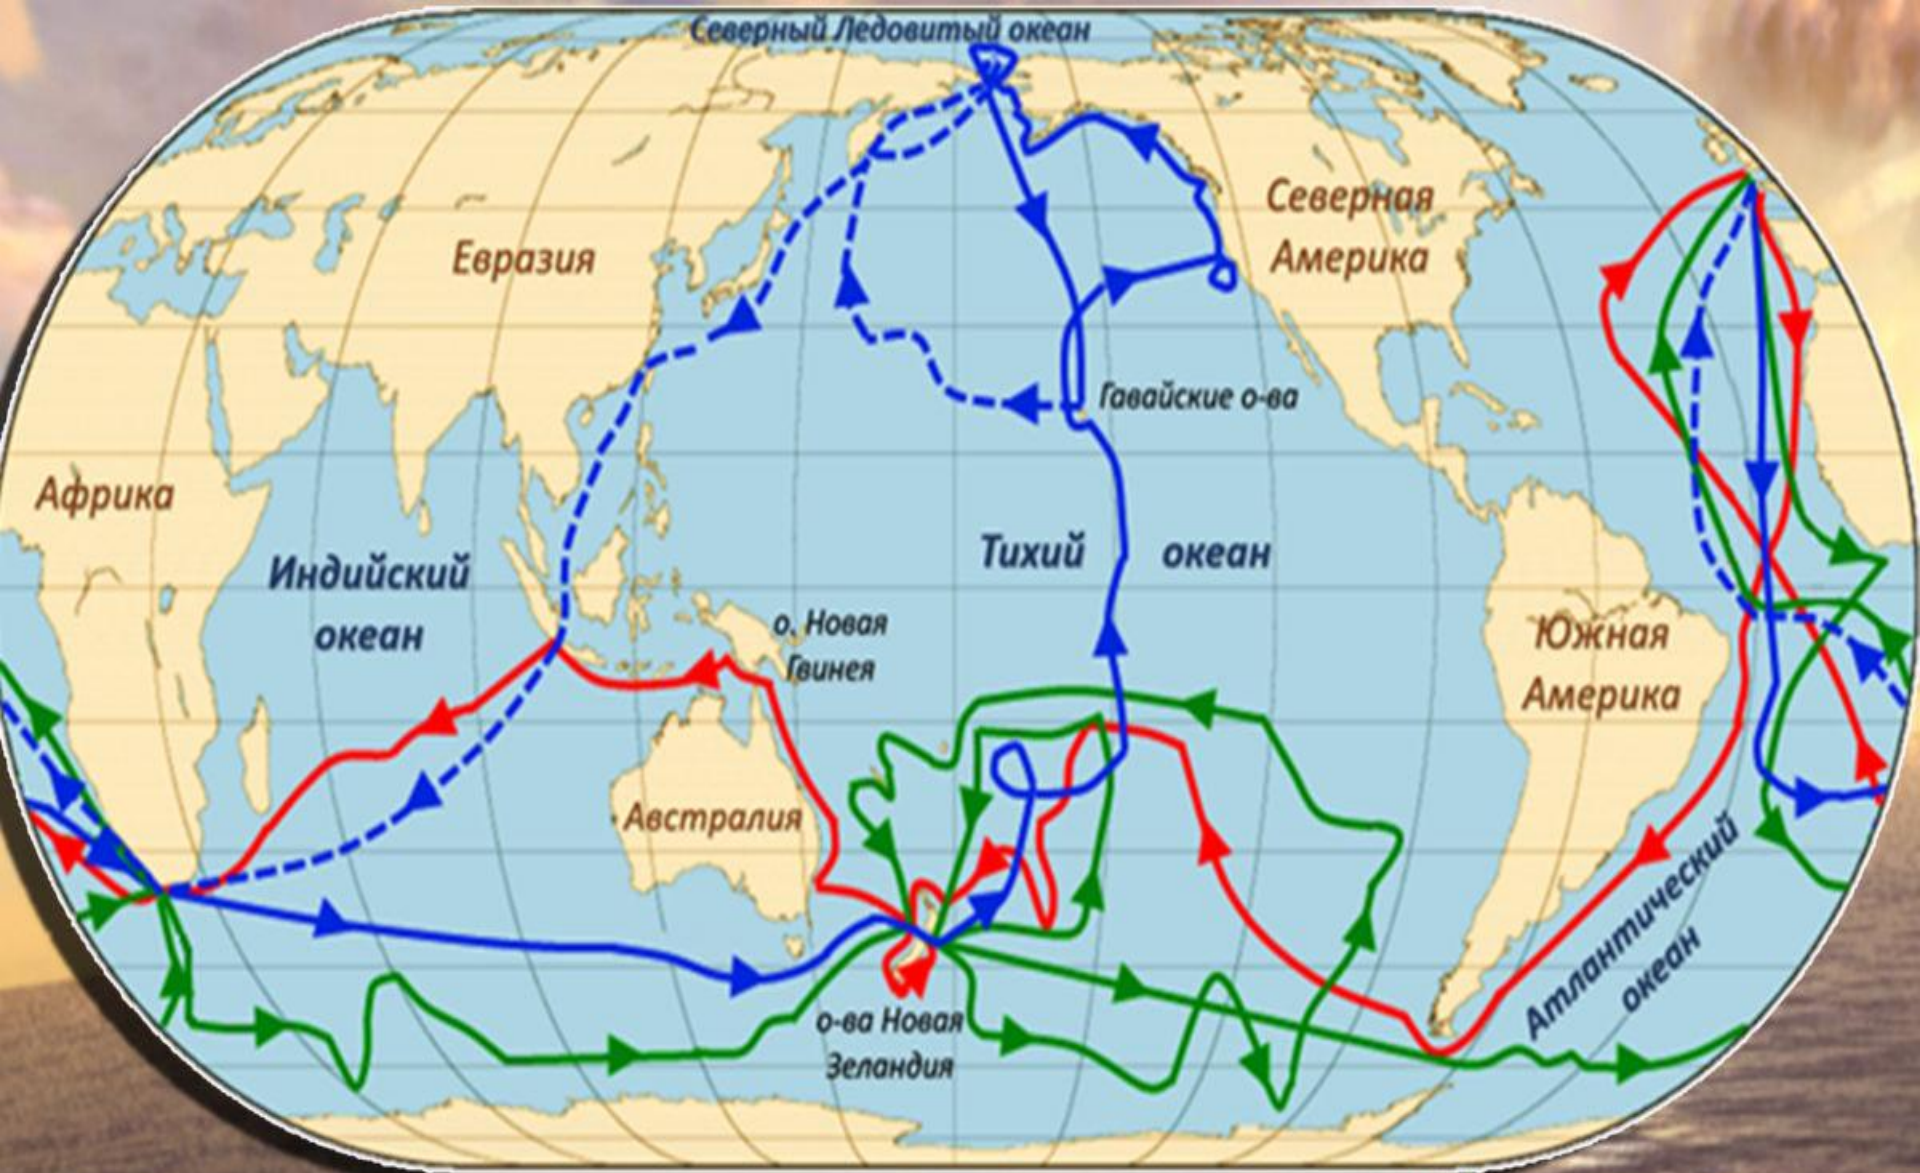 Северный Ледовитый океан
Северная
Америка
Евразия
Гавайские о-ва
Африка
Индийский
океан
Тихий океан
о. Новая
Гвинея
Южная
Америка
Австралия
Атлантический
океан
о-ва Новая
Зеландия